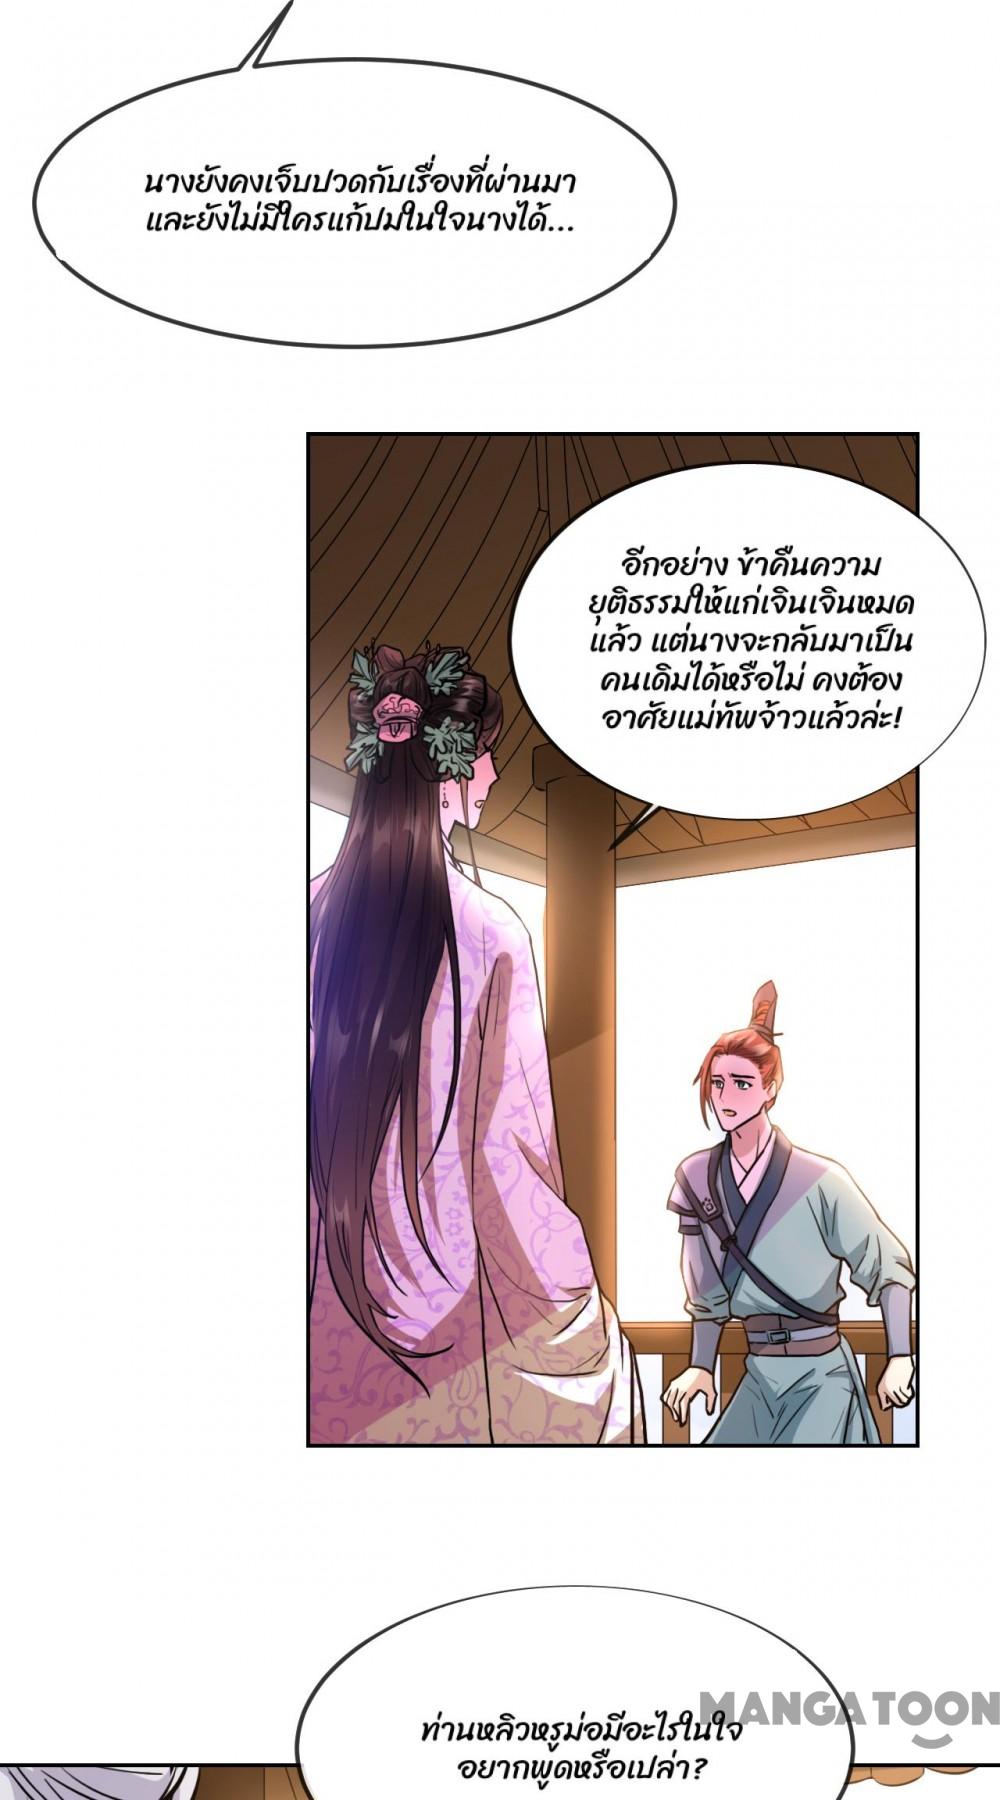 นางยังคงเจ็บปวดกับเรื่องที่ผ่านมา
และยังไม่มีใครแก้ปมในใจนางได้...
อีกอย่าง ข้าคืนความ
ยุติธรรมให้แก่เจินเจินหมด
แล้ว แต่นางจะกลับมาเป็น
คนเดิมได้หรือไม่ คงต้อง
อาศัยแม่ทัพจ้าวแล้วล่ะ!
ท่านหลิวหรูม่อมีอะไรในใจ
อยากพูดหรือเปล่า?
MANGATOON
FOR FREE